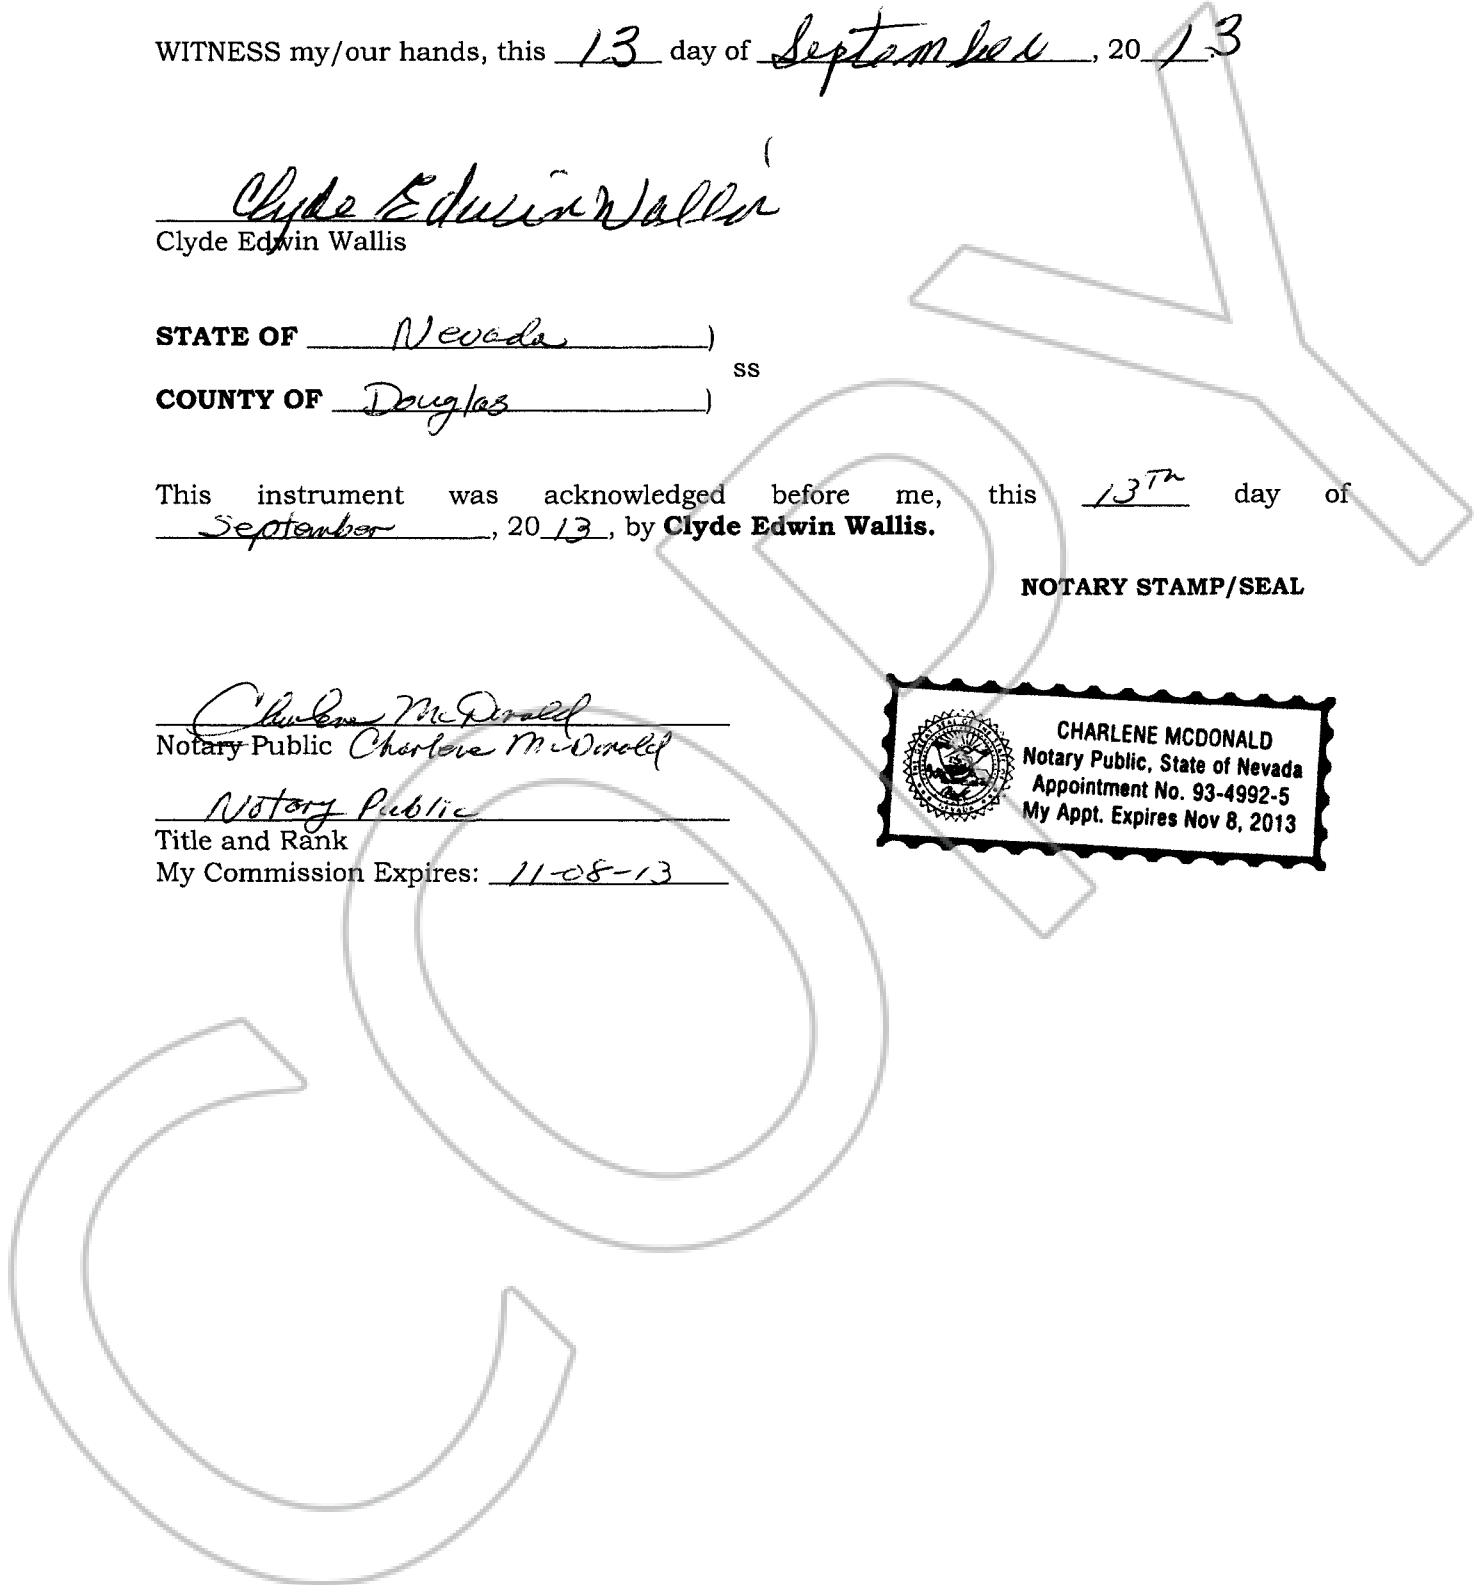 WITNESS my/our hands, this 13 day of September, 20 13
Clyde Edwin Wallis
Clyde Edwin Wallis
STATE OF Nevada )
ss
COUNTY OF Douglas )
This instrument was acknowledged before me, this 13Th day of
September, 20 13, by Clyde Edwin Wallis.
NOTARY STAMP/SEAL
Charlene McDonald
Notary Public Charlene McDonald
Notary Public
Title and Rank
My Commission Expires: 11-08-13
CHARLENE MCDONALD
Notary Public, State of Nevada
Appointment No. 93-4992-5
My Appt. Expires Nov 8, 2013
COPY